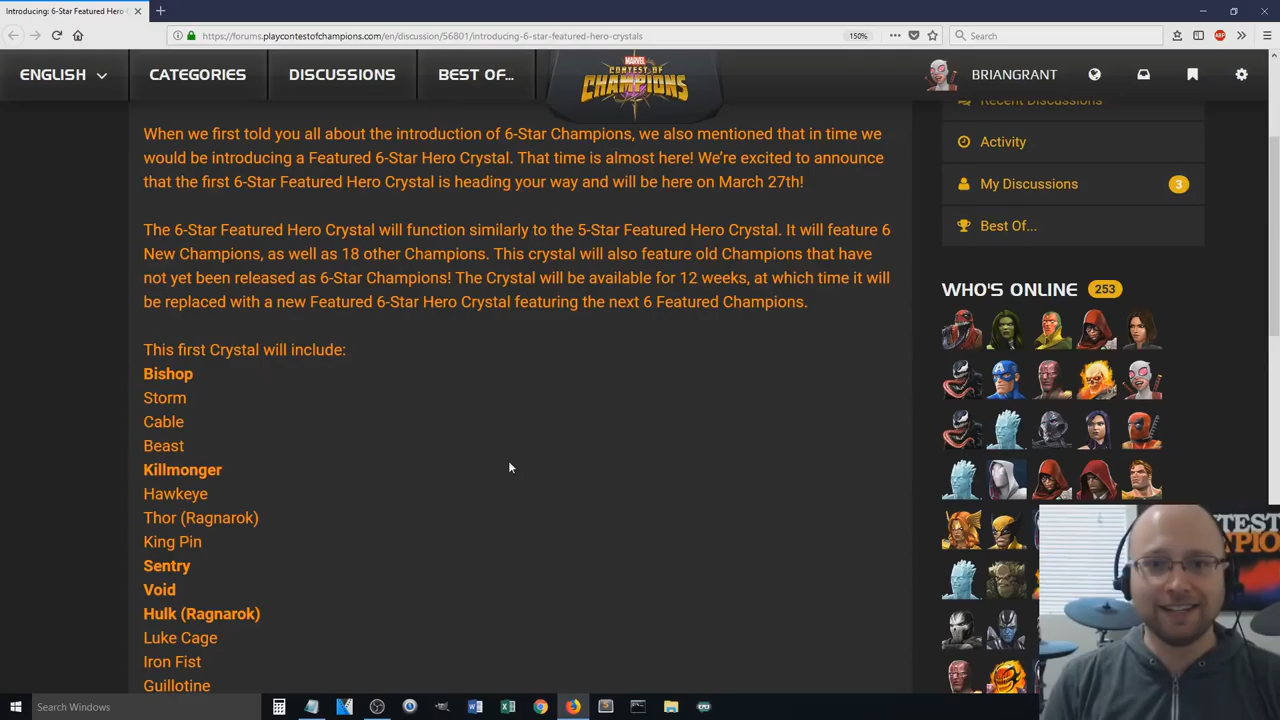 Introducing: 6-Star Featured Hero C
https://forums.playcontestofchampions.com/en/discussion/56801/introducing-6-star-featured-hero-crystals
150%
Search
ABP
ENGLISH
CATEGORIES
DISCUSSIONS
BEST OF...
MARVEL
CONTEST OF
CHAMPIONS
BRIANGRANT
Recent Discussions
Activity
My Discussions
3
Best Of...
WHO'S ONLINE 253
When we first told you all about the introduction of 6-Star Champions, we also mentioned that in time we
would be introducing a Featured 6-Star Hero Crystal. That time is almost here! We're excited to announce
that the first 6-Star Featured Hero Crystal is heading your way and will be here on March 27th!
The 6-Star Featured Hero Crystal will function similarly to the 5-Star Featured Hero Crystal. It will feature 6
New Champions, as well as 18 other Champions. This crystal will also feature old Champions that have
not yet been released as 6-Star Champions! The Crystal will be available for 12 weeks, at which time it will
be replaced with a new Featured 6-Star Hero Crystal featuring the next 6 Featured Champions.
This first Crystal will include:
Bishop
Storm
Cable
Beast
Killmonger
Hawkeye
Thor (Ragnarok)
King Pin
Sentry
Void
Hulk (Ragnarok)
Luke Cage
Iron Fist
Guillotine
Search Windows